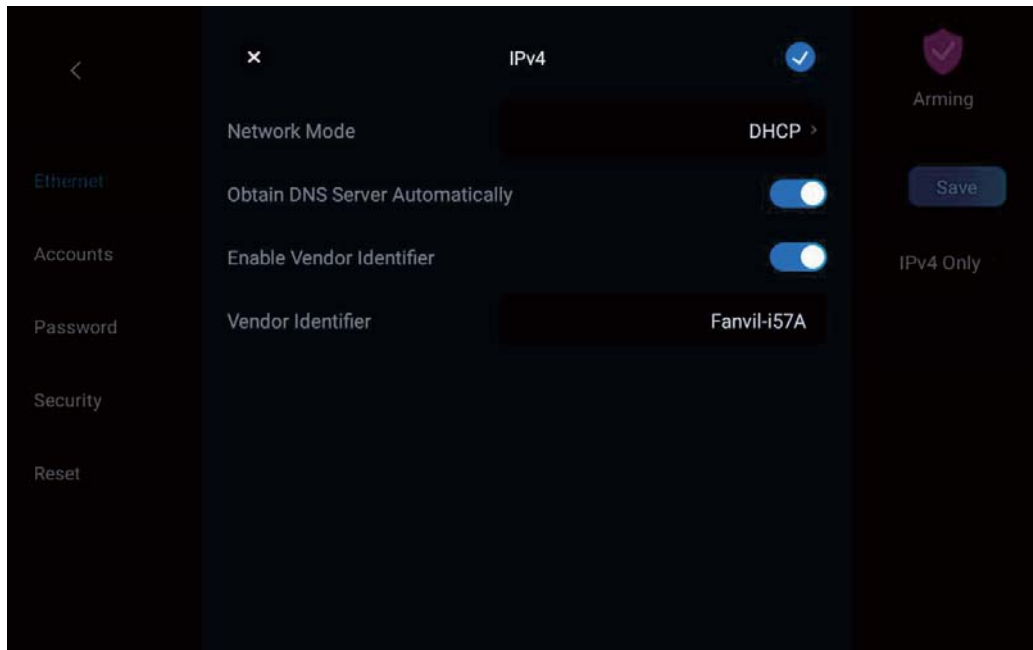 IPv4
Arming
Network Mode
DHCP
Ethernet
Obtain DNS Server Automatically
Save
Accounts
Enable Vendor Identifier
IPv4 Only
Password
Vendor Identifier
Fanvil-i57A
Security
Reset